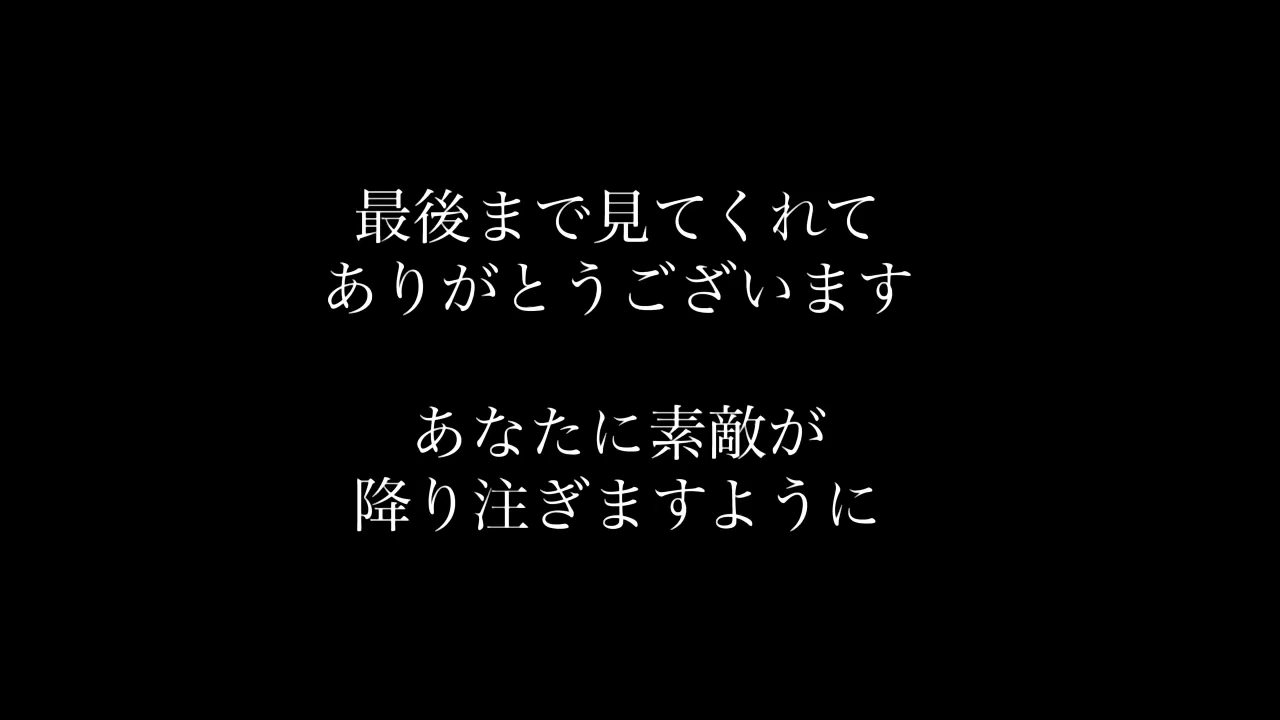 最後まで見てくれて
ありがとうございます
あなたに素敵が
降り注ぎますように